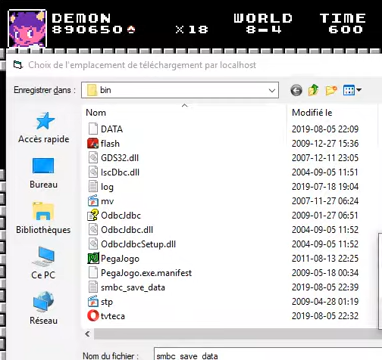 DEMON WORLD TIME
890650 ×18 8-4 600
Choix de l'emplacement de téléchargement par localhost
Enregistrer dans : bin
Nom Modifié le
DATA 2019-08-05 22:09
flash 2009-12-27 15:36
GDS32.dll 2007-12-11 23:05
IscDbc.dll 2004-09-05 11:51
log 2019-07-18 19:04
mv 2007-11-27 06:24
OdbcJdbc 2009-01-27 06:51
OdbcJdbc.dll 2004-09-05 11:52
OdbcJdbcSetup.dll 2004-09-05 11:52
PegaJogo 2011-08-13 22:25
PegaJogo.exe.manifest 2009-05-18 00:34
smbc_save_data 2019-08-05 22:39
stp 2009-04-28 01:19
tvteca 2019-08-05 22:32
Accès rapide
Bureau
Bibliothèques
Ce PC
Réseau
Nom du fichier : smbc_save_data